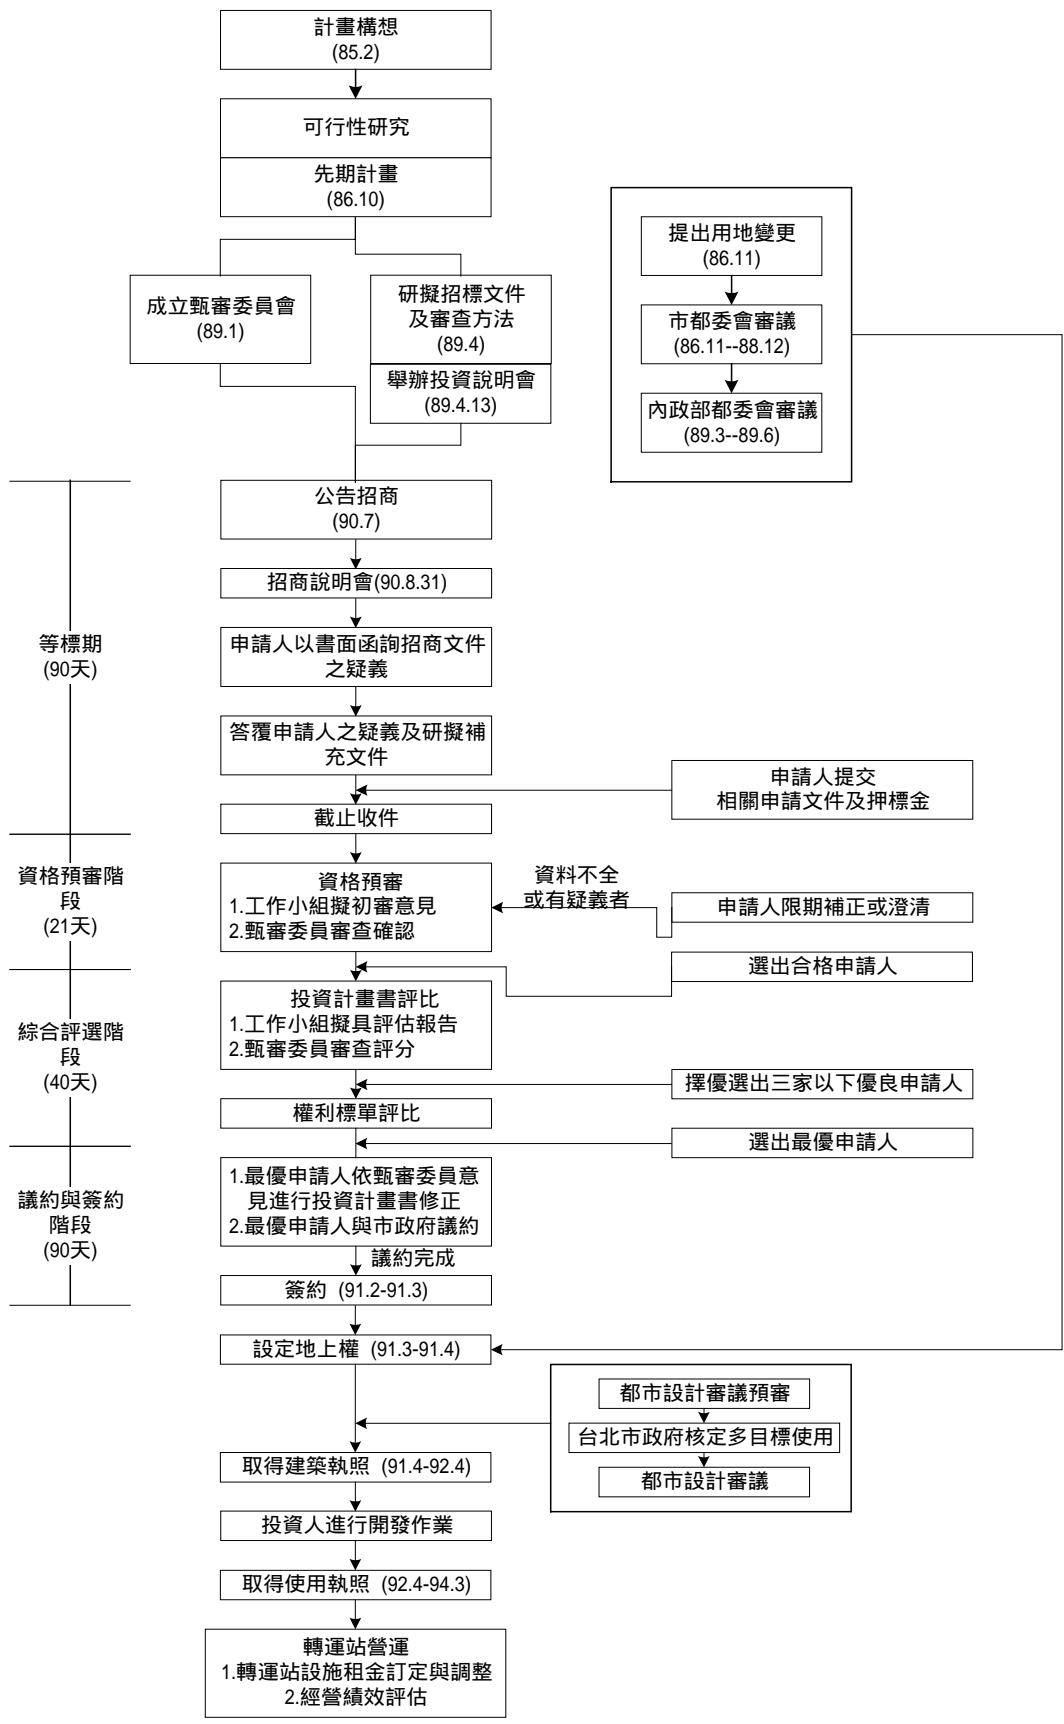 計畫構想
(85.2)
可行性研究
先期計畫
(86.10)
提出用地變更
(86.11)
市都委會審議
(86.11--88.12)
內政部都委會審議
(89.3--89.6)
成立甄審委員會
(89.1)
研擬招標文件
及審查方法
(89.4)
舉辦投資說明會
(89.4.13)
公告招商
(90.7)
招商說明會(90.8.31)
等標期
(90天)
申請人以書面函詢招商文件
之疑義
答覆申請人之疑義及研擬補
充文件
申請人提交
相關申請文件及押標金
截止收件
資格預審階
段
(21天)
資格預審
1.工作小組擬初審意見
2.甄審委員審查確認
資料不全
或有疑義者
申請人限期補正或澄清
選出合格申請人
綜合評選階
段
(40天)
投資計畫書評比
1.工作小組擬具評估報告
2.甄審委員審查評分
擇優選出三家以下優良申請人
權利標單評比
選出最優申請人
議約與簽約
階段
(90天)
1.最優申請人依甄審委員意
見進行投資計畫書修正
2.最優申請人與市政府議約
議約完成
簽約 (91.2-91.3)
設定地上權 (91.3-91.4)
都市設計審議預審
台北市政府核定多目標使用
都市設計審議
取得建築執照 (91.4-92.4)
投資人進行開發作業
取得使用執照 (92.4-94.3)
轉運站營運
1.轉運站設施租金訂定與調整
2.經營績效評估